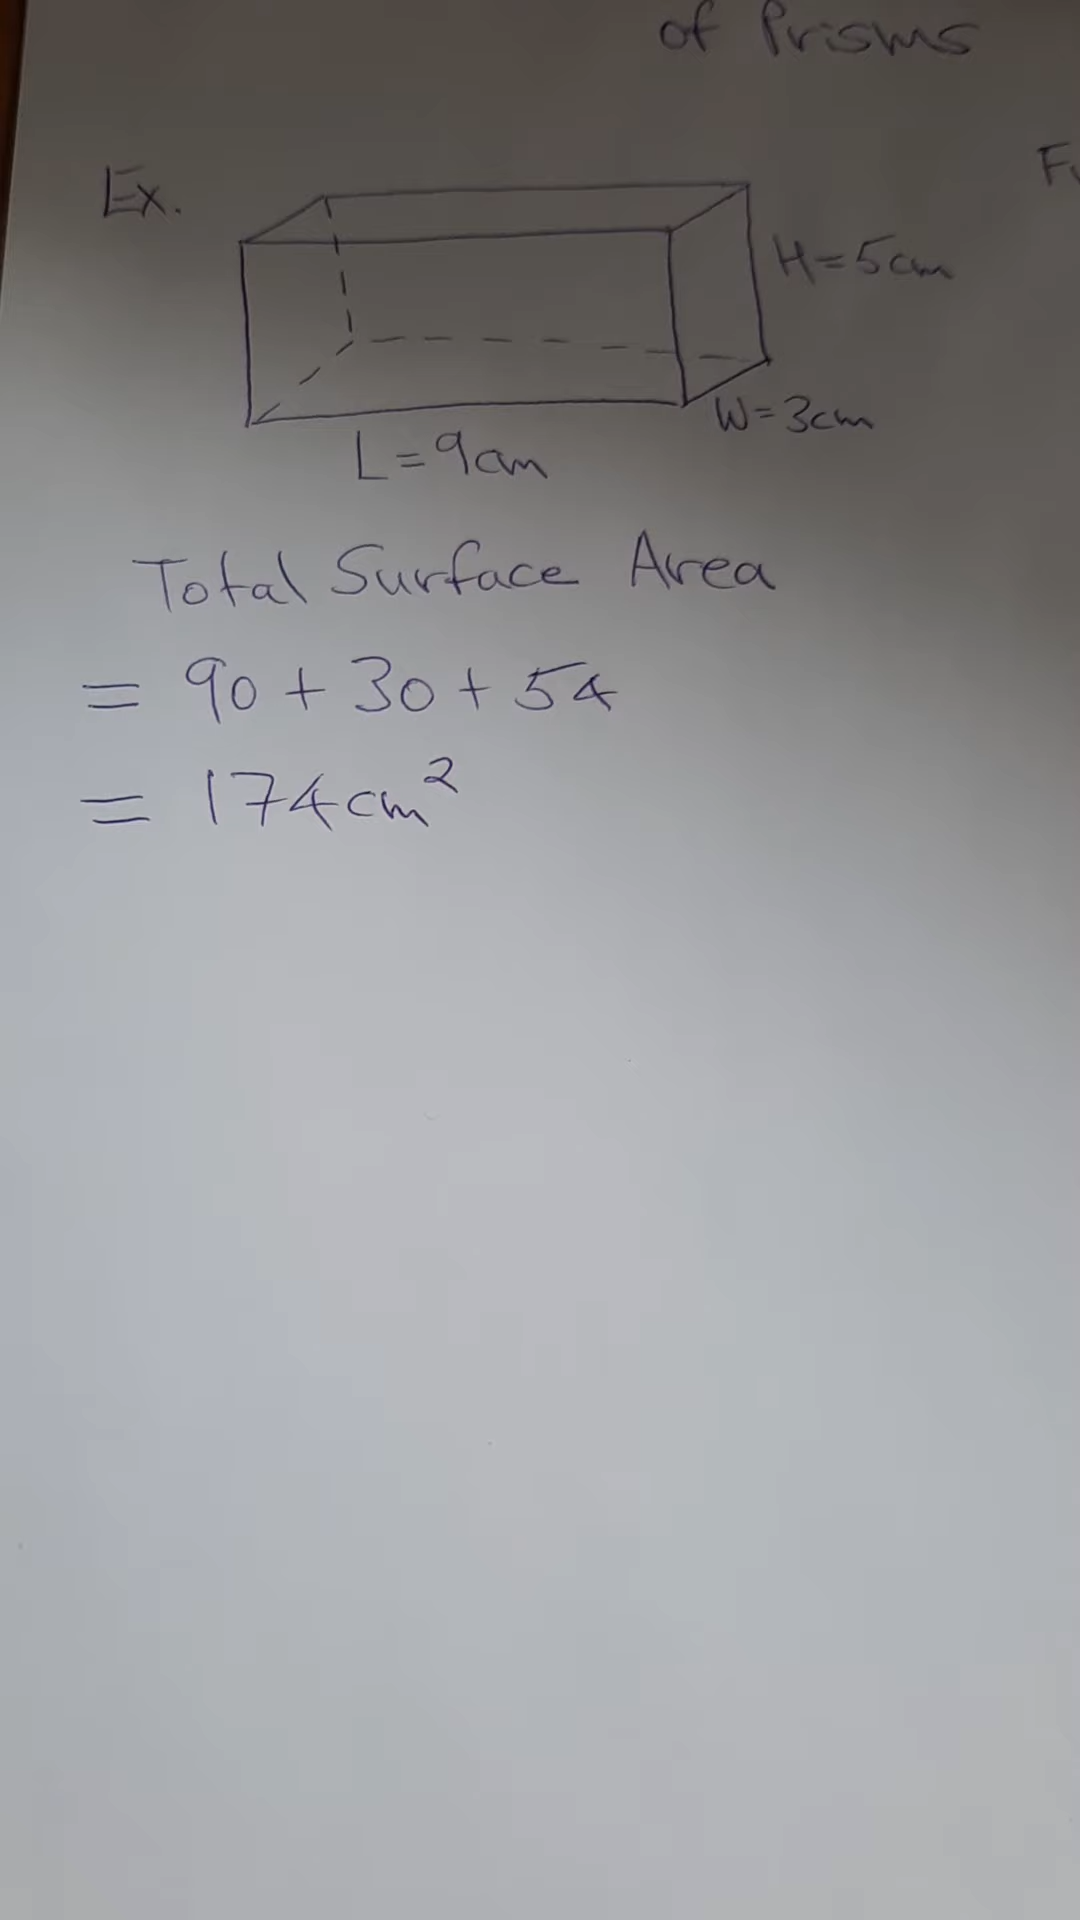 of Prisms
Ex.
H=5cm
W=3cm
L=9cm
Total Surface Area
= 90+30+54
= 174cm²